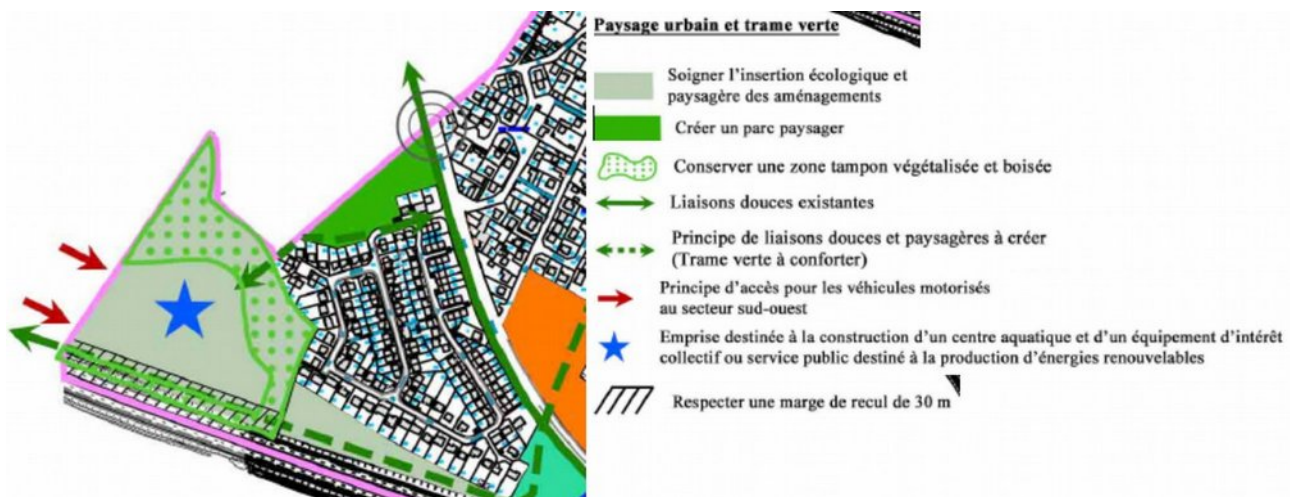 Paysage urbain et trame verte
Soigner l'insertion écologique et
paysagère des aménagements
Créer un parc paysager
Conserver une zone tampon végétalisée et boisée
Liaisons douces existantes
Principe de liaisons douces et paysagères à créer
(Trame verte à conforter)
Principe d'accès pour les véhicules motorisés
au secteur sud-ouest
Emprise destinée à la construction d'un centre aquatique et d'un équipement d'intérêt
collectif ou service public destiné à la production d'énergies renouvelables
Respecter une marge de recul de 30 m